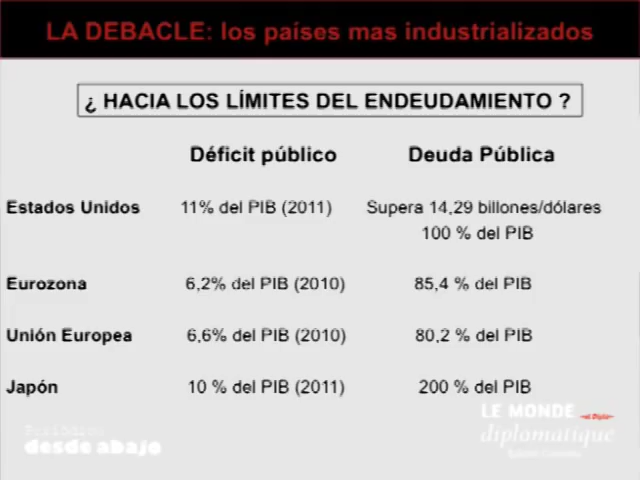 LA DEBACLE: los países mas industrializados
¿ HACIA LOS LÍMITES DEL ENDEUDAMIENTO ?
Déficit público Deuda Pública
Estados Unidos 11% del PIB (2011) Supera 14,29 billones/dólares
100 % del PIB
Eurozona 6,2% del PIB (2010) 85,4 % del PIB
Unión Europea 6,6% del PIB (2010) 80,2 % del PIB
Japón 10 % del PIB (2011) 200 % del PIB
LE MONDE el Dipló
diplomatique
desde abajo